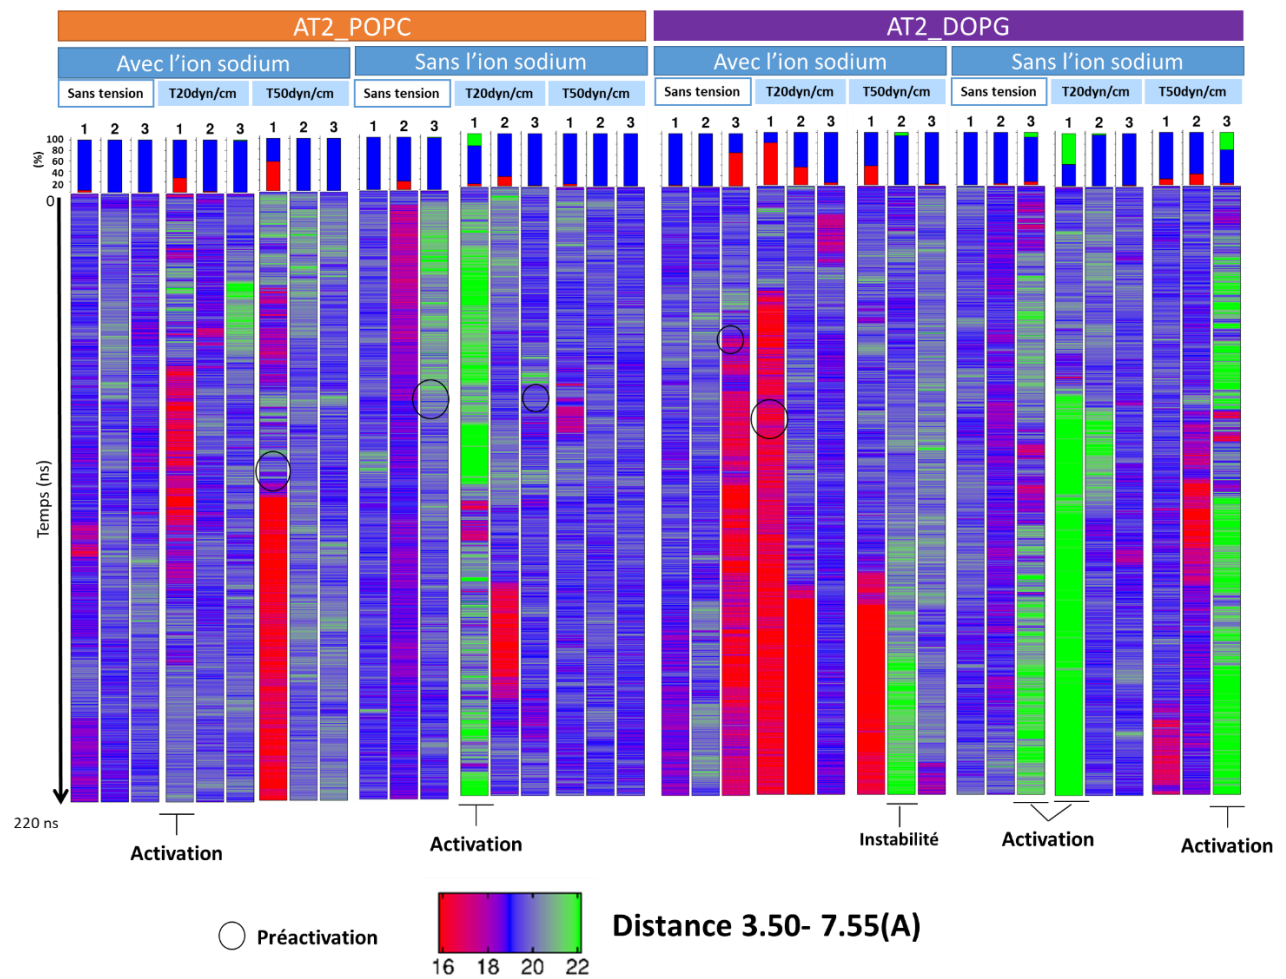 AT2_POPC AT2_DOPG
Avec l'ion sodium Sans l'ion sodium Avec l'ion sodium Sans l'ion sodium
Sans tension T20dyn/cm T50dyn/cm Sans tension T20dyn/cm T50dyn/cm Sans tension T20dyn/cm T50dyn/cm Sans tension T20dyn/cm T50dyn/cm
1 2 3 1 2 3 1 2 3 1 2 3 1 2 3 1 2 3 1 2 3 1 2 3 1 2 3 1 2 3 1 2 3 1 2 3
100
80
60
40
20
(%)
0
Temps (ns)
220 ns
Activation Activation Instabilité Activation Activation
Préactivation
16 18 20 22
Distance 3.50- 7.55(A)